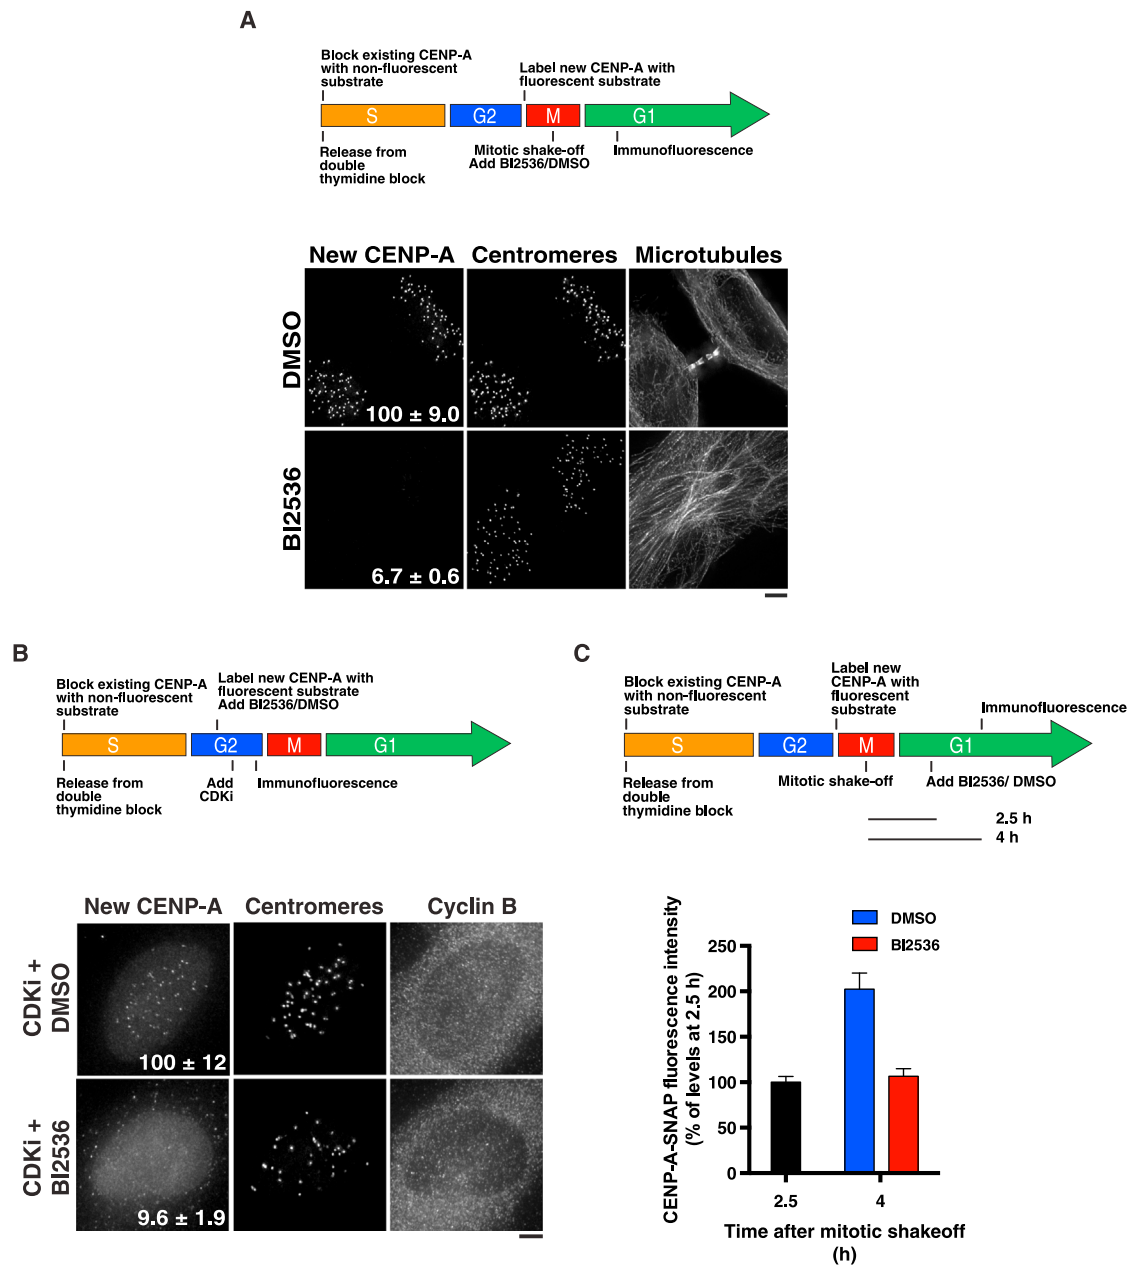 A
Block existing CENP-A
with non-fluorescent
substrate
Label new CENP-A with
fluorescent substrate
S
G2
M
G1
Release from
double
thymidine block
Mitotic shake-off
Add BI2536/DMSO
Immunofluorescence
New CENP-A
Centromeres
Microtubules
DMSO
100 ± 9.0
BI2536
6.7 ± 0.6
B
Block existing CENP-A
with non-fluorescent
substrate
Label new CENP-A with
fluorescent substrate
Add BI2536/DMSO
S
G2
M
G1
Release from
double
thymidine block
Add
CDKi
Immunofluorescence
New CENP-A
Centromeres
Cyclin B
CDKi +
DMSO
100 ± 12
CDKi +
BI2536
9.6 ± 1.9
C
Block existing CENP-A
with non-fluorescent
substrate
Label new
CENP-A with
fluorescent
substrate
Immunofluorescence
S
G2
M
G1
Release from
double
thymidine block
Mitotic shake-off
Add BI2536/ DMSO
2.5 h
4 h
CENP-A-SNAP fluorescence intensity
(% of levels at 2.5 h)
DMSO
BI2536
250
200
150
100
50
0
2.5
4
Time after mitotic shakeoff
(h)